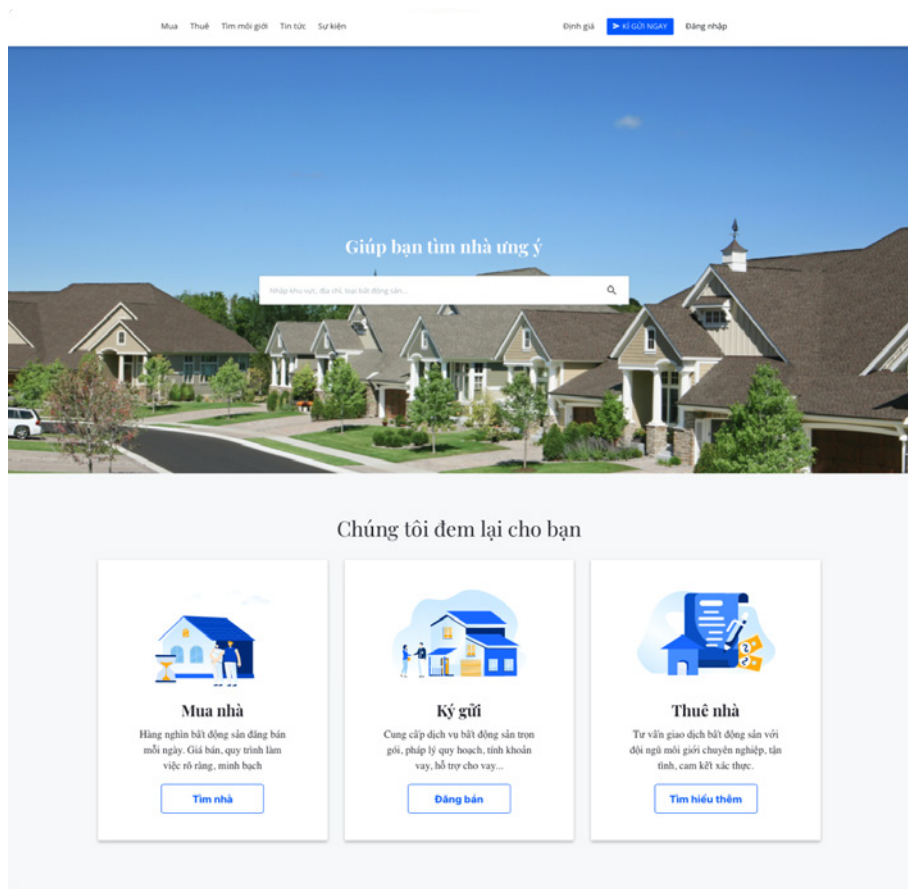 Mua Thuê Tìm môi giới Tin tức Sự kiện Định giá KÍ GỬI NGAY Đăng nhập
Giúp bạn tìm nhà ưng ý
Nhập khu vực, địa chỉ, loại bất động sản...
Chúng tôi đem lại cho bạn
Mua nhà
Hàng nghìn bất động sản đăng bán
mỗi ngày. Giá bán, quy trình làm
việc rõ ràng, minh bạch
Tìm nhà
Ký gửi
Cung cấp dịch vụ bất động sản trọn
gói, pháp lý quy hoạch, tính khoản
vay, hỗ trợ cho vay...
Đăng bán
Thuê nhà
Tư vấn giao dịch bất động sản với
đội ngũ môi giới chuyên nghiệp, tận
tình, cam kết xác thực.
Tìm hiểu thêm